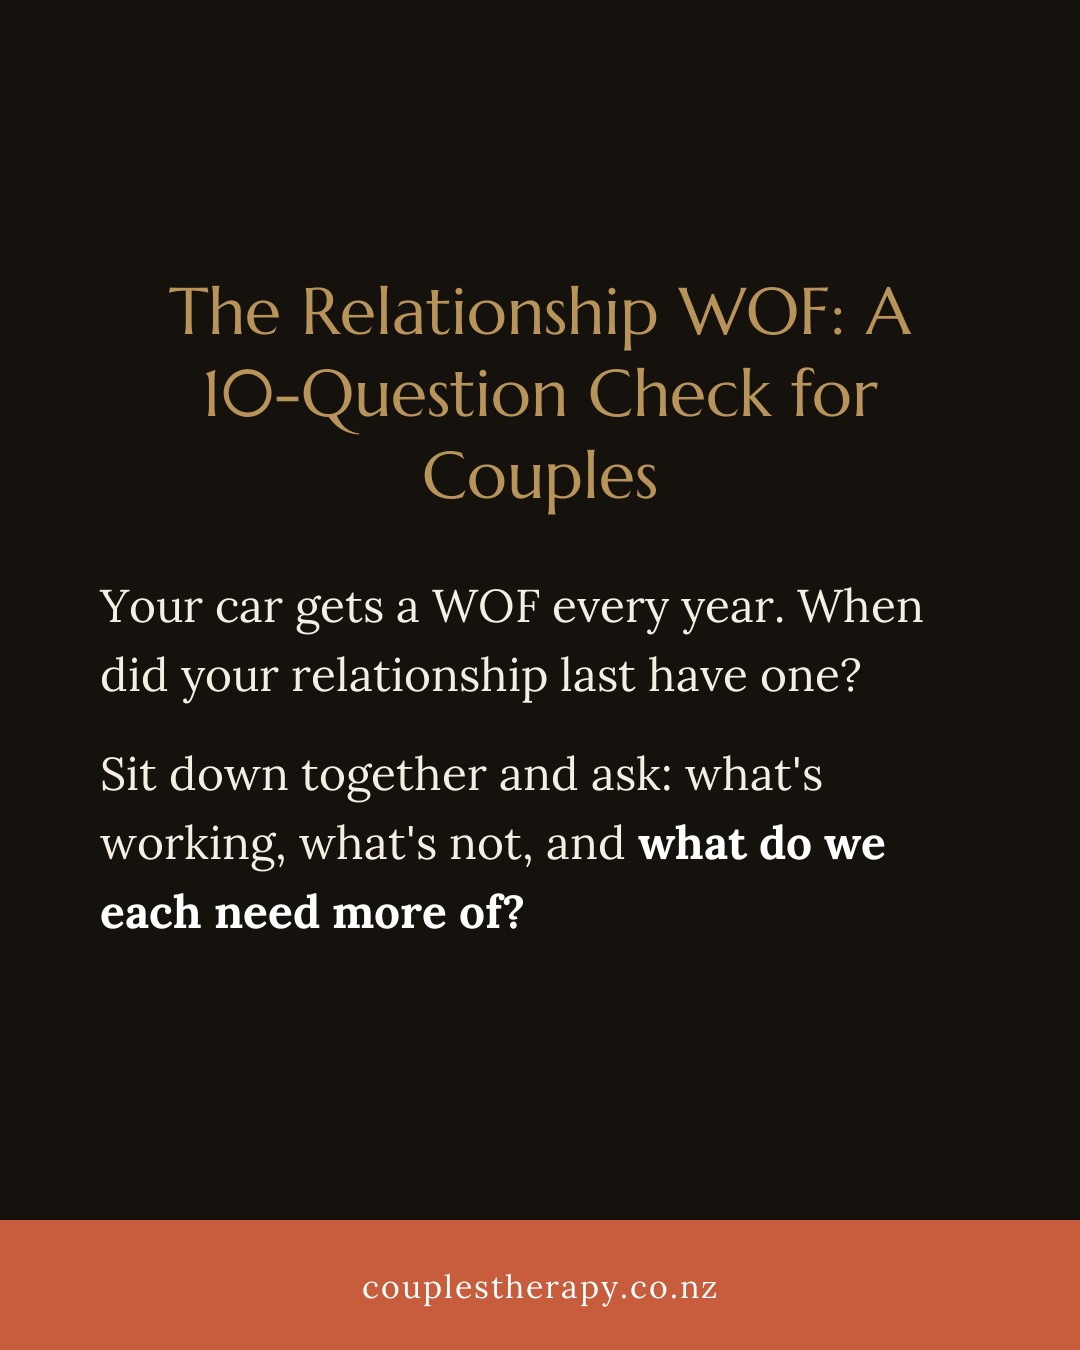 The Relationship WOF: A
10-Question Check for
Couples
Your car gets a WOF every year. When
did your relationship last have one?
Sit down together and ask: what's
working, what's not, and what do we
each need more of?
couplestherapy.co.nz